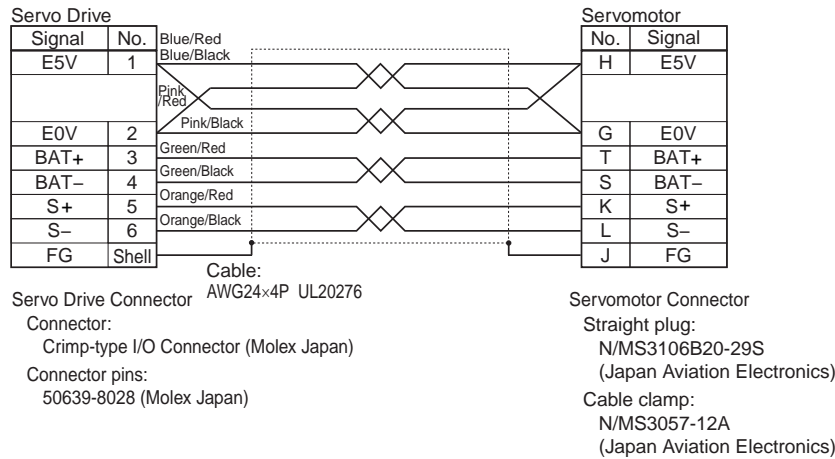 Servo Drive
Servomotor
Signal No.
No. Signal
Blue/Red
Blue/Black
E5V 1
H E5V
Pink
/Red
Pink/Black
E0V 2
G E0V
Green/Red
BAT+ 3
T BAT+
Green/Black
BAT− 4
S BAT−
Orange/Red
S+ 5
K S+
Orange/Black
S− 6
L S−
FG Shell
J FG
Cable:
AWG24×4P UL20276
Servo Drive Connector
Connector:
Crimp-type I/O Connector (Molex Japan)
Connector pins:
50639-8028 (Molex Japan)
Servomotor Connector
Straight plug:
N/MS3106B20-29S
(Japan Aviation Electronics)
Cable clamp:
N/MS3057-12A
(Japan Aviation Electronics)